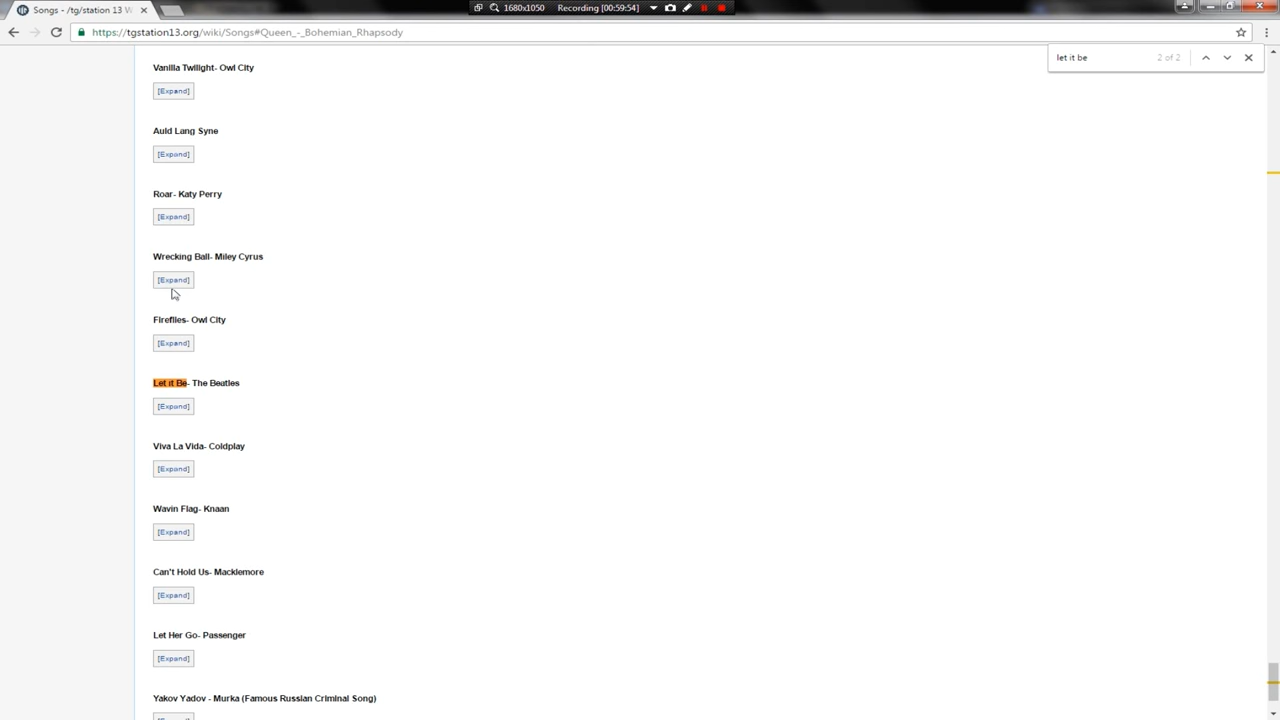 Songs - /tg/station 13 W
1680x1050
Recording [00:59:54]
https://tgstation13.org/wiki/Songs#Queen_-_Bohemian_Rhapsody
let it be
2 of 2
Vanilla Twilight- Owl City
[Expand]
Auld Lang Syne
[Expand]
Roar- Katy Perry
[Expand]
Wrecking Ball- Miley Cyrus
[Expand]
Fireflies- Owl City
[Expand]
Let it Be- The Beatles
[Expand]
Viva La Vida- Coldplay
[Expand]
Wavin Flag- Knaan
[Expand]
Can't Hold Us- Macklemore
[Expand]
Let Her Go- Passenger
[Expand]
Yakov Yadov - Murka (Famous Russian Criminal Song)